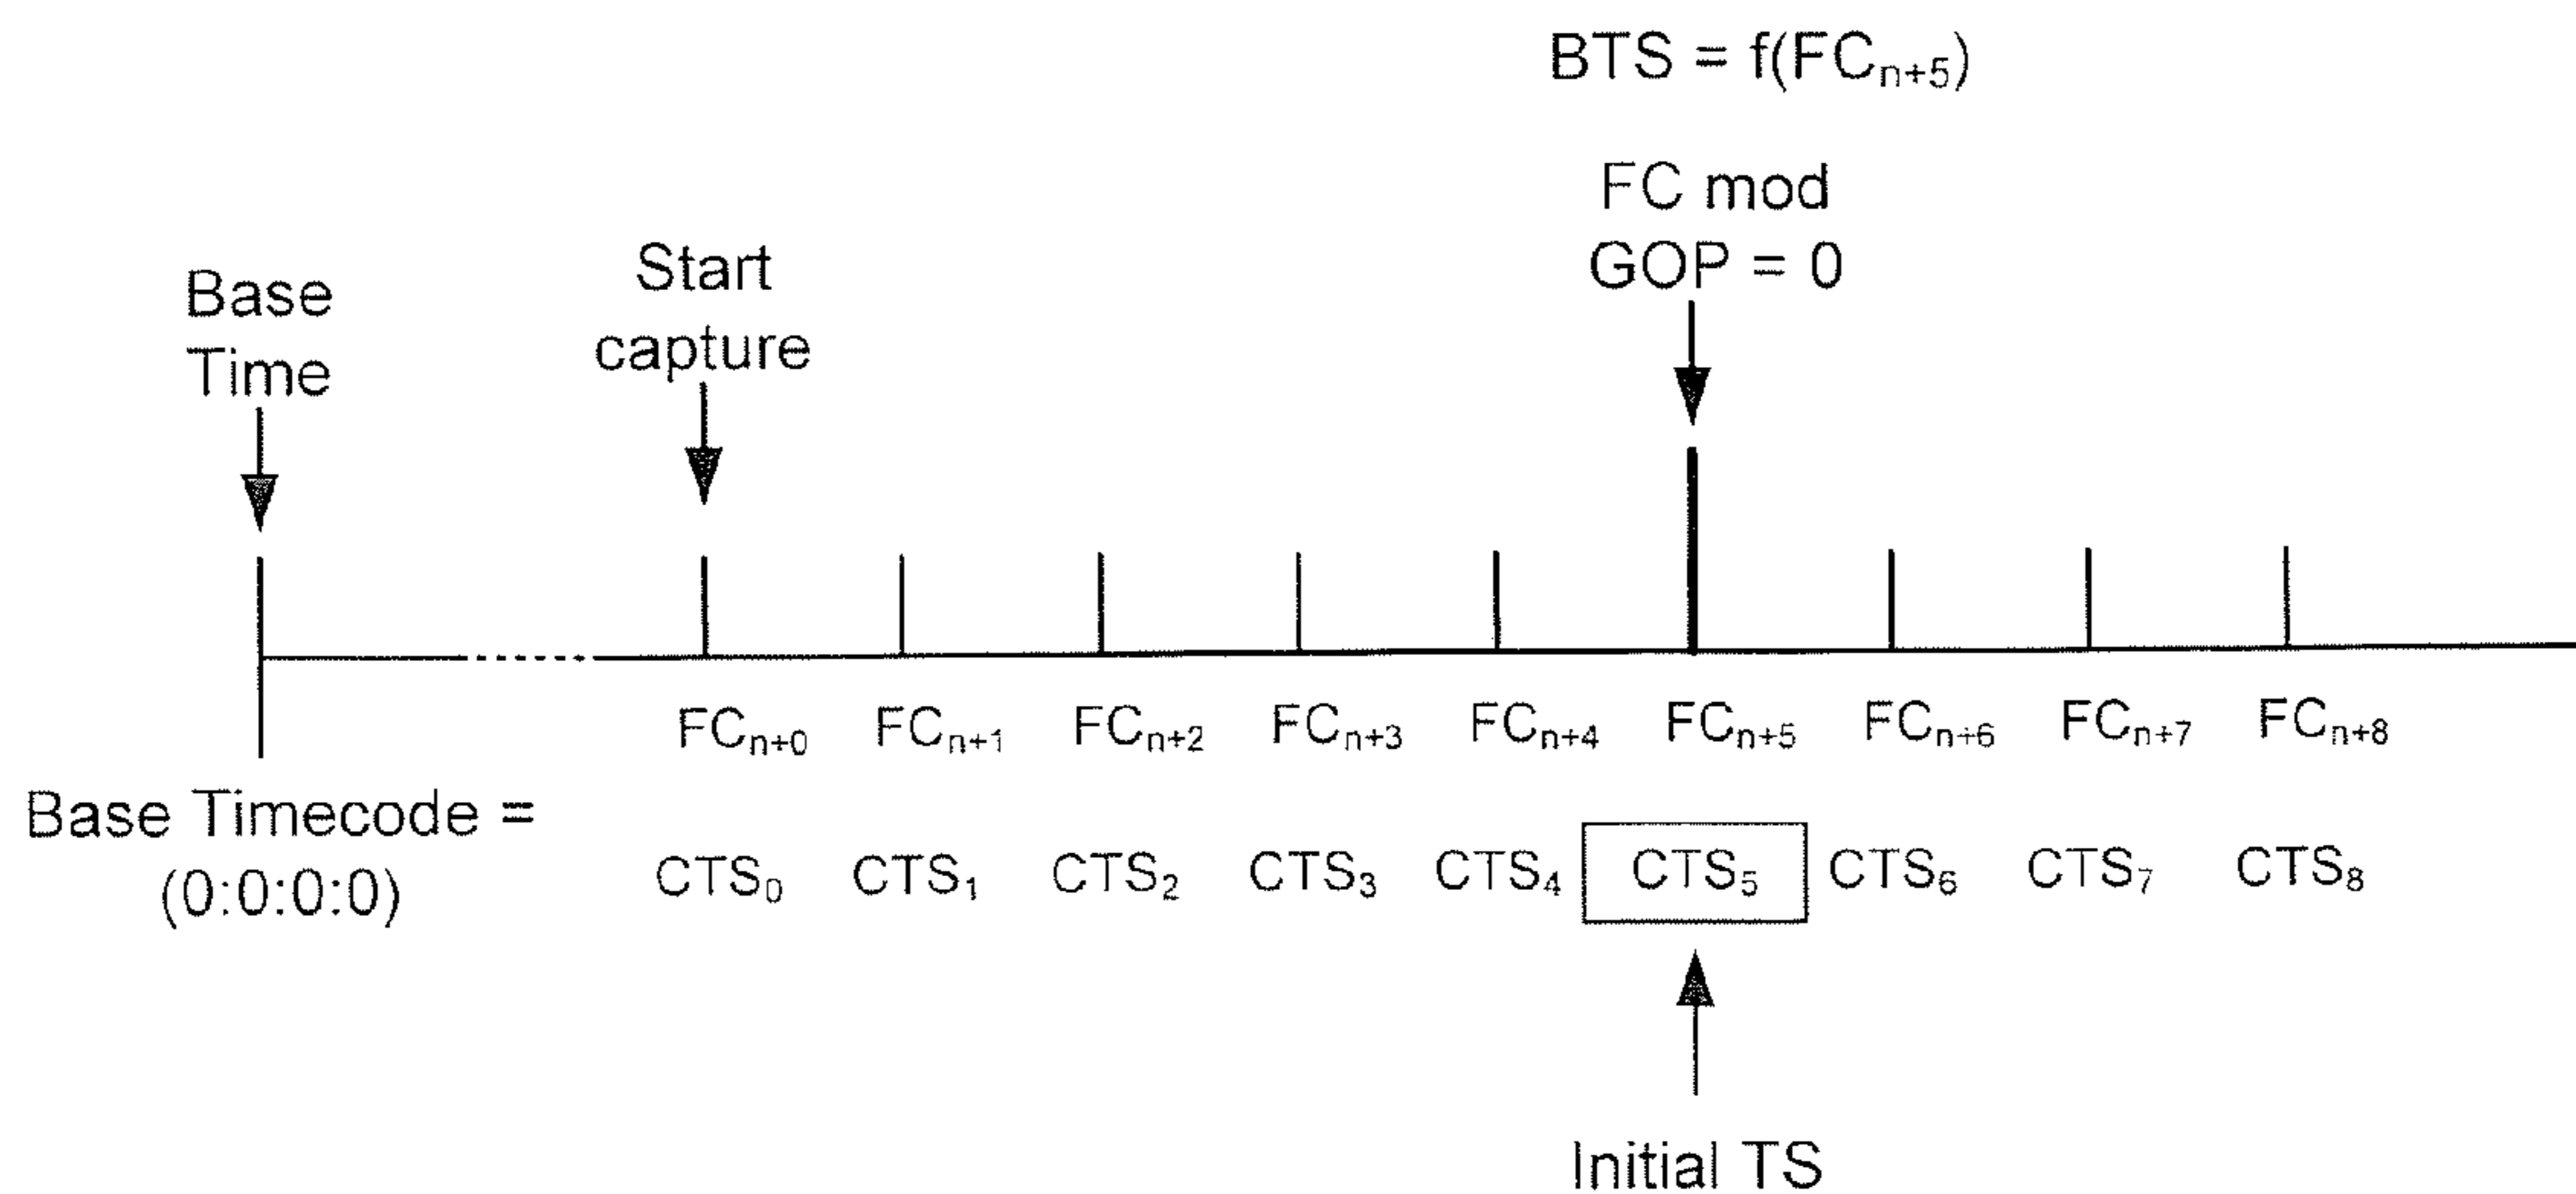 BTS = f(FCn+5)
FC mod
GOP = 0
Base
Time
Start
capture
FCn+0 FCn+1 FCn+2 FCn+3 FCn+4 FCn+5 FCn+6 FCn+7 FCn+8
Base Timecode =
(0:0:0:0)
CTS0 CTS1 CTS2 CTS3 CTS4 CTS5 CTS6 CTS7 CTS8
Initial TS